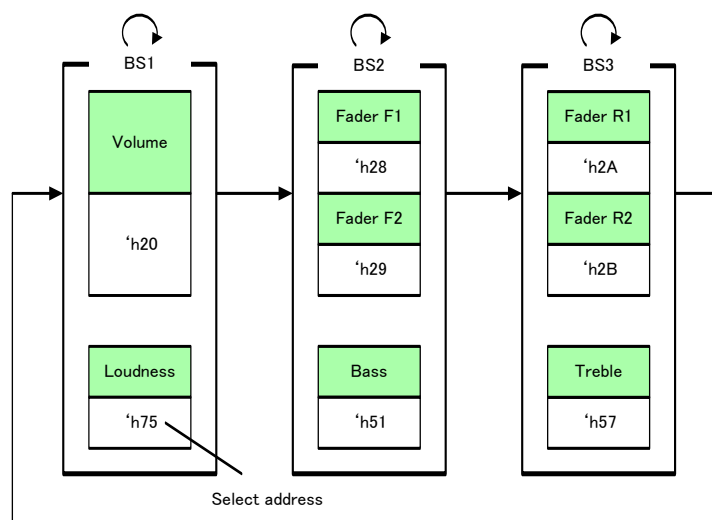 BS1
Volume
‘h20
Loudness
‘h75
BS2
Fader F1
‘h28
Fader F2
‘h29
Bass
‘h51
BS3
Fader R1
‘h2A
Fader R2
‘h2B
Treble
‘h57
Select address